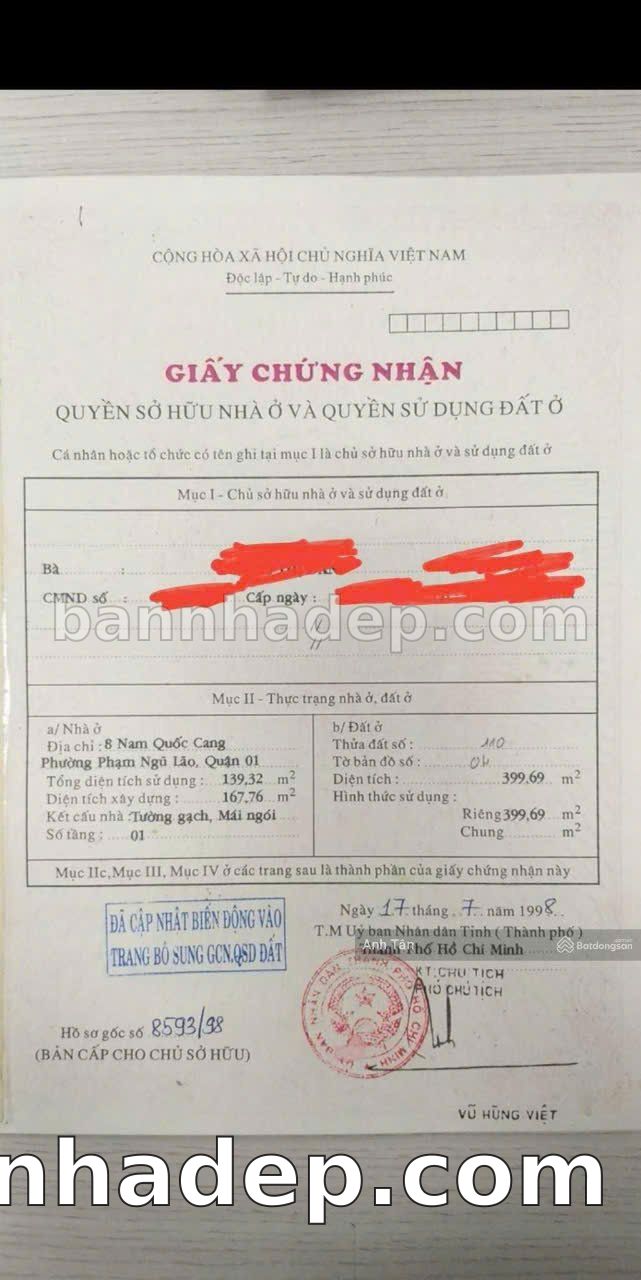 CỘNG HÒA XÃ HỘI CHỦ NGHĨA VIỆT NAM
Độc lập - Tự do - Hạnh phúc
GIẤY CHỨNG NHẬN
QUYỀN SỞ HỮU NHÀ Ở VÀ QUYỀN SỬ DỤNG ĐẤT Ở
Cá nhân hoặc tổ chức có tên ghi tại mục I là chủ sở hữu nhà ở và sử dụng đất ở
Mục I - Chủ sở hữu nhà ở và sử dụng đất ở
Bà :
CMND số : Cấp ngày :
bannhadep.com
Mục II - Thực trạng nhà ở, đất ở
a/ Nhà ở
Địa chỉ : 8 Nam Quốc Cang
Phường Phạm Ngũ Lão, Quận 01
Tổng diện tích sử dụng : 139,32 m²
Diện tích xây dựng : 167,76 m²
Kết cấu nhà : Tường gạch, Mái ngói
Số tầng : 01
b/ Đất ở
Thửa đất số : 110
Tờ bản đồ số : 04
Diện tích : 399,69 m²
Hình thức sử dụng :
Riêng 399,69 m²
Chung m²
Mục IIc, Mục III, Mục IV ở các trang sau là thành phần của giấy chứng nhận này
ĐÃ CẬP NHẬT BIẾN ĐỘNG VÀO
TRANG BỔ SUNG GCN.QSD ĐẤT
Ngày 17 tháng 7 năm 1998
T.M Uỷ ban Nhân dân Tỉnh ( Thành phố )
Anh Tân
Thành Phố Hồ Chí Minh
Batdongsan
KT.CHỦ TỊCH
PHÓ CHỦ TỊCH
ỦY BAN NHÂN DÂN THÀNH PHỐ HỒ CHÍ MINH
Hồ sơ gốc số 8593/98
(BẢN CẤP CHO CHỦ SỞ HỮU)
VŨ HÙNG VIỆT
nhadep.com